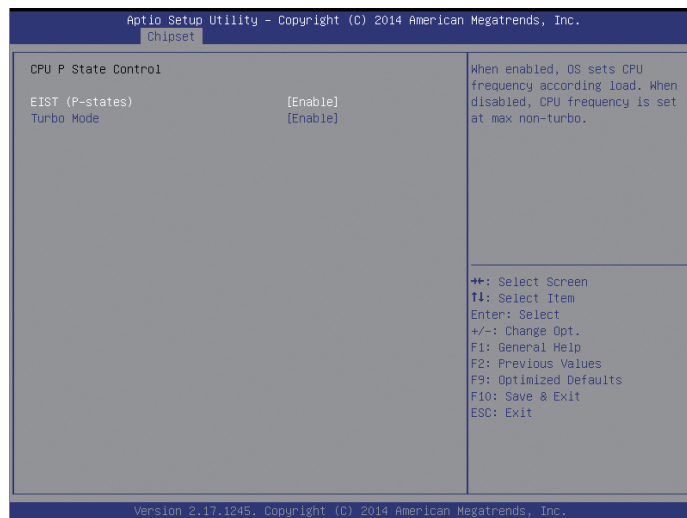 Aptio Setup Utility – Copyright (C) 2014 American Megatrends, Inc.
Chipset
CPU P State Control
EIST (P-states) [Enable]
Turbo Mode [Enable]
When enabled, OS sets CPU
frequency according load. When
disabled, CPU frequency is set
at max non-turbo.
→←: Select Screen
↑↓: Select Item
Enter: Select
+/-: Change Opt.
F1: General Help
F2: Previous Values
F9: Optimized Defaults
F10: Save & Exit
ESC: Exit
Version 2.17.1245. Copyright (C) 2014 American Megatrends, Inc.